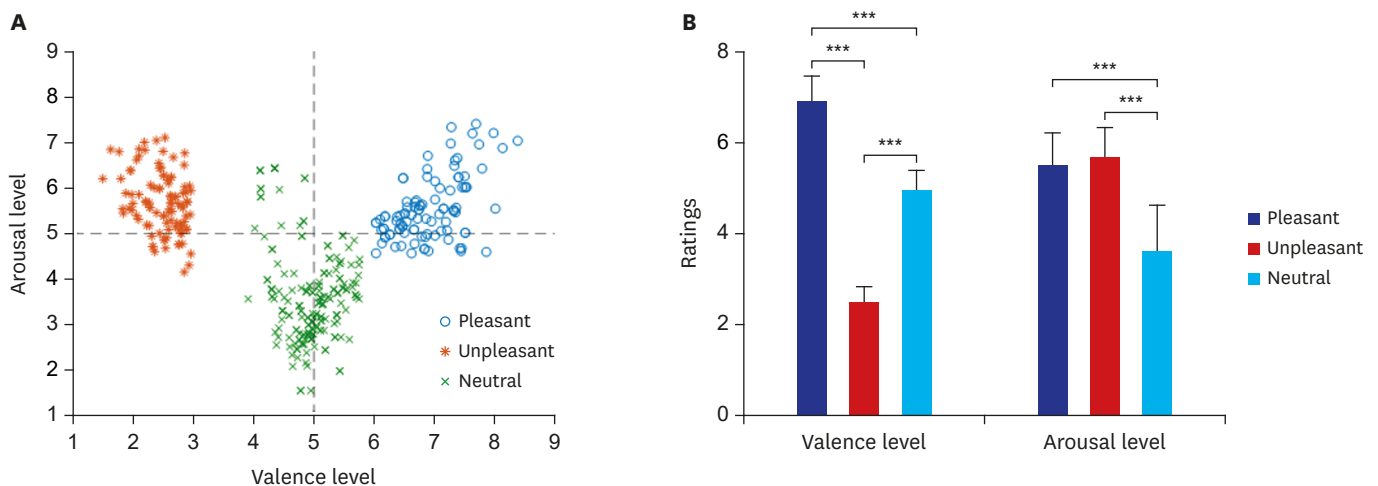 A
9
8
7
6
5
4
3
2
1
Arousal level
1 2 3 4 5 6 7 8 9
Valence level
Pleasant
Unpleasant
Neutral
B
8
6
4
2
0
Ratings
***
***
***
***
***
Valence level
Arousal level
Pleasant
Unpleasant
Neutral